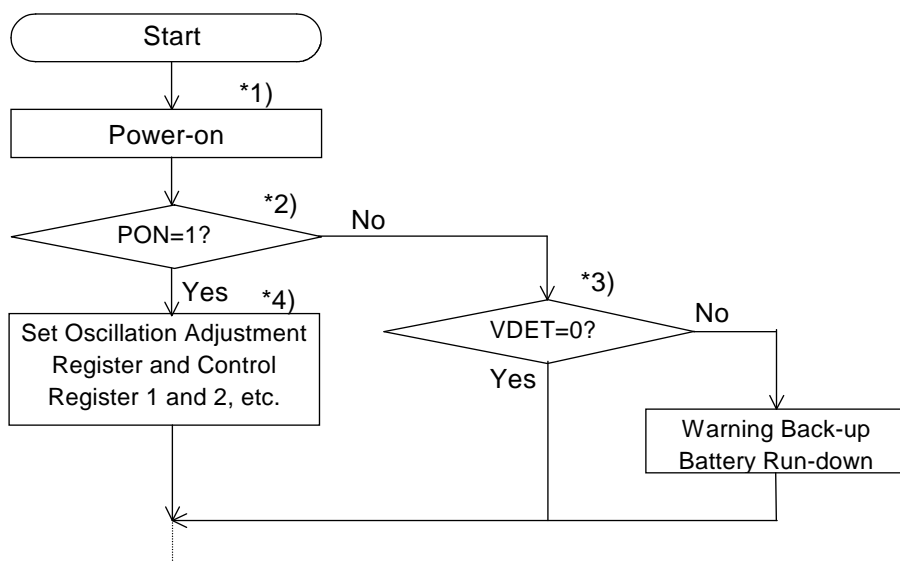 Start
*1)
Power-on
*2)
PON=1?
No
Yes
*4)
Set Oscillation Adjustment
Register and Control
Register 1 and 2, etc.
*3)
VDET=0?
No
Yes
Warning Back-up
Battery Run-down